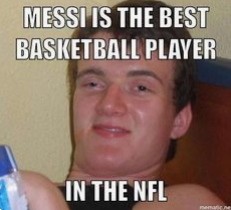 MESSI IS THE BEST
BASKETBALL PLAYER
IN THE NFL
mematic.net